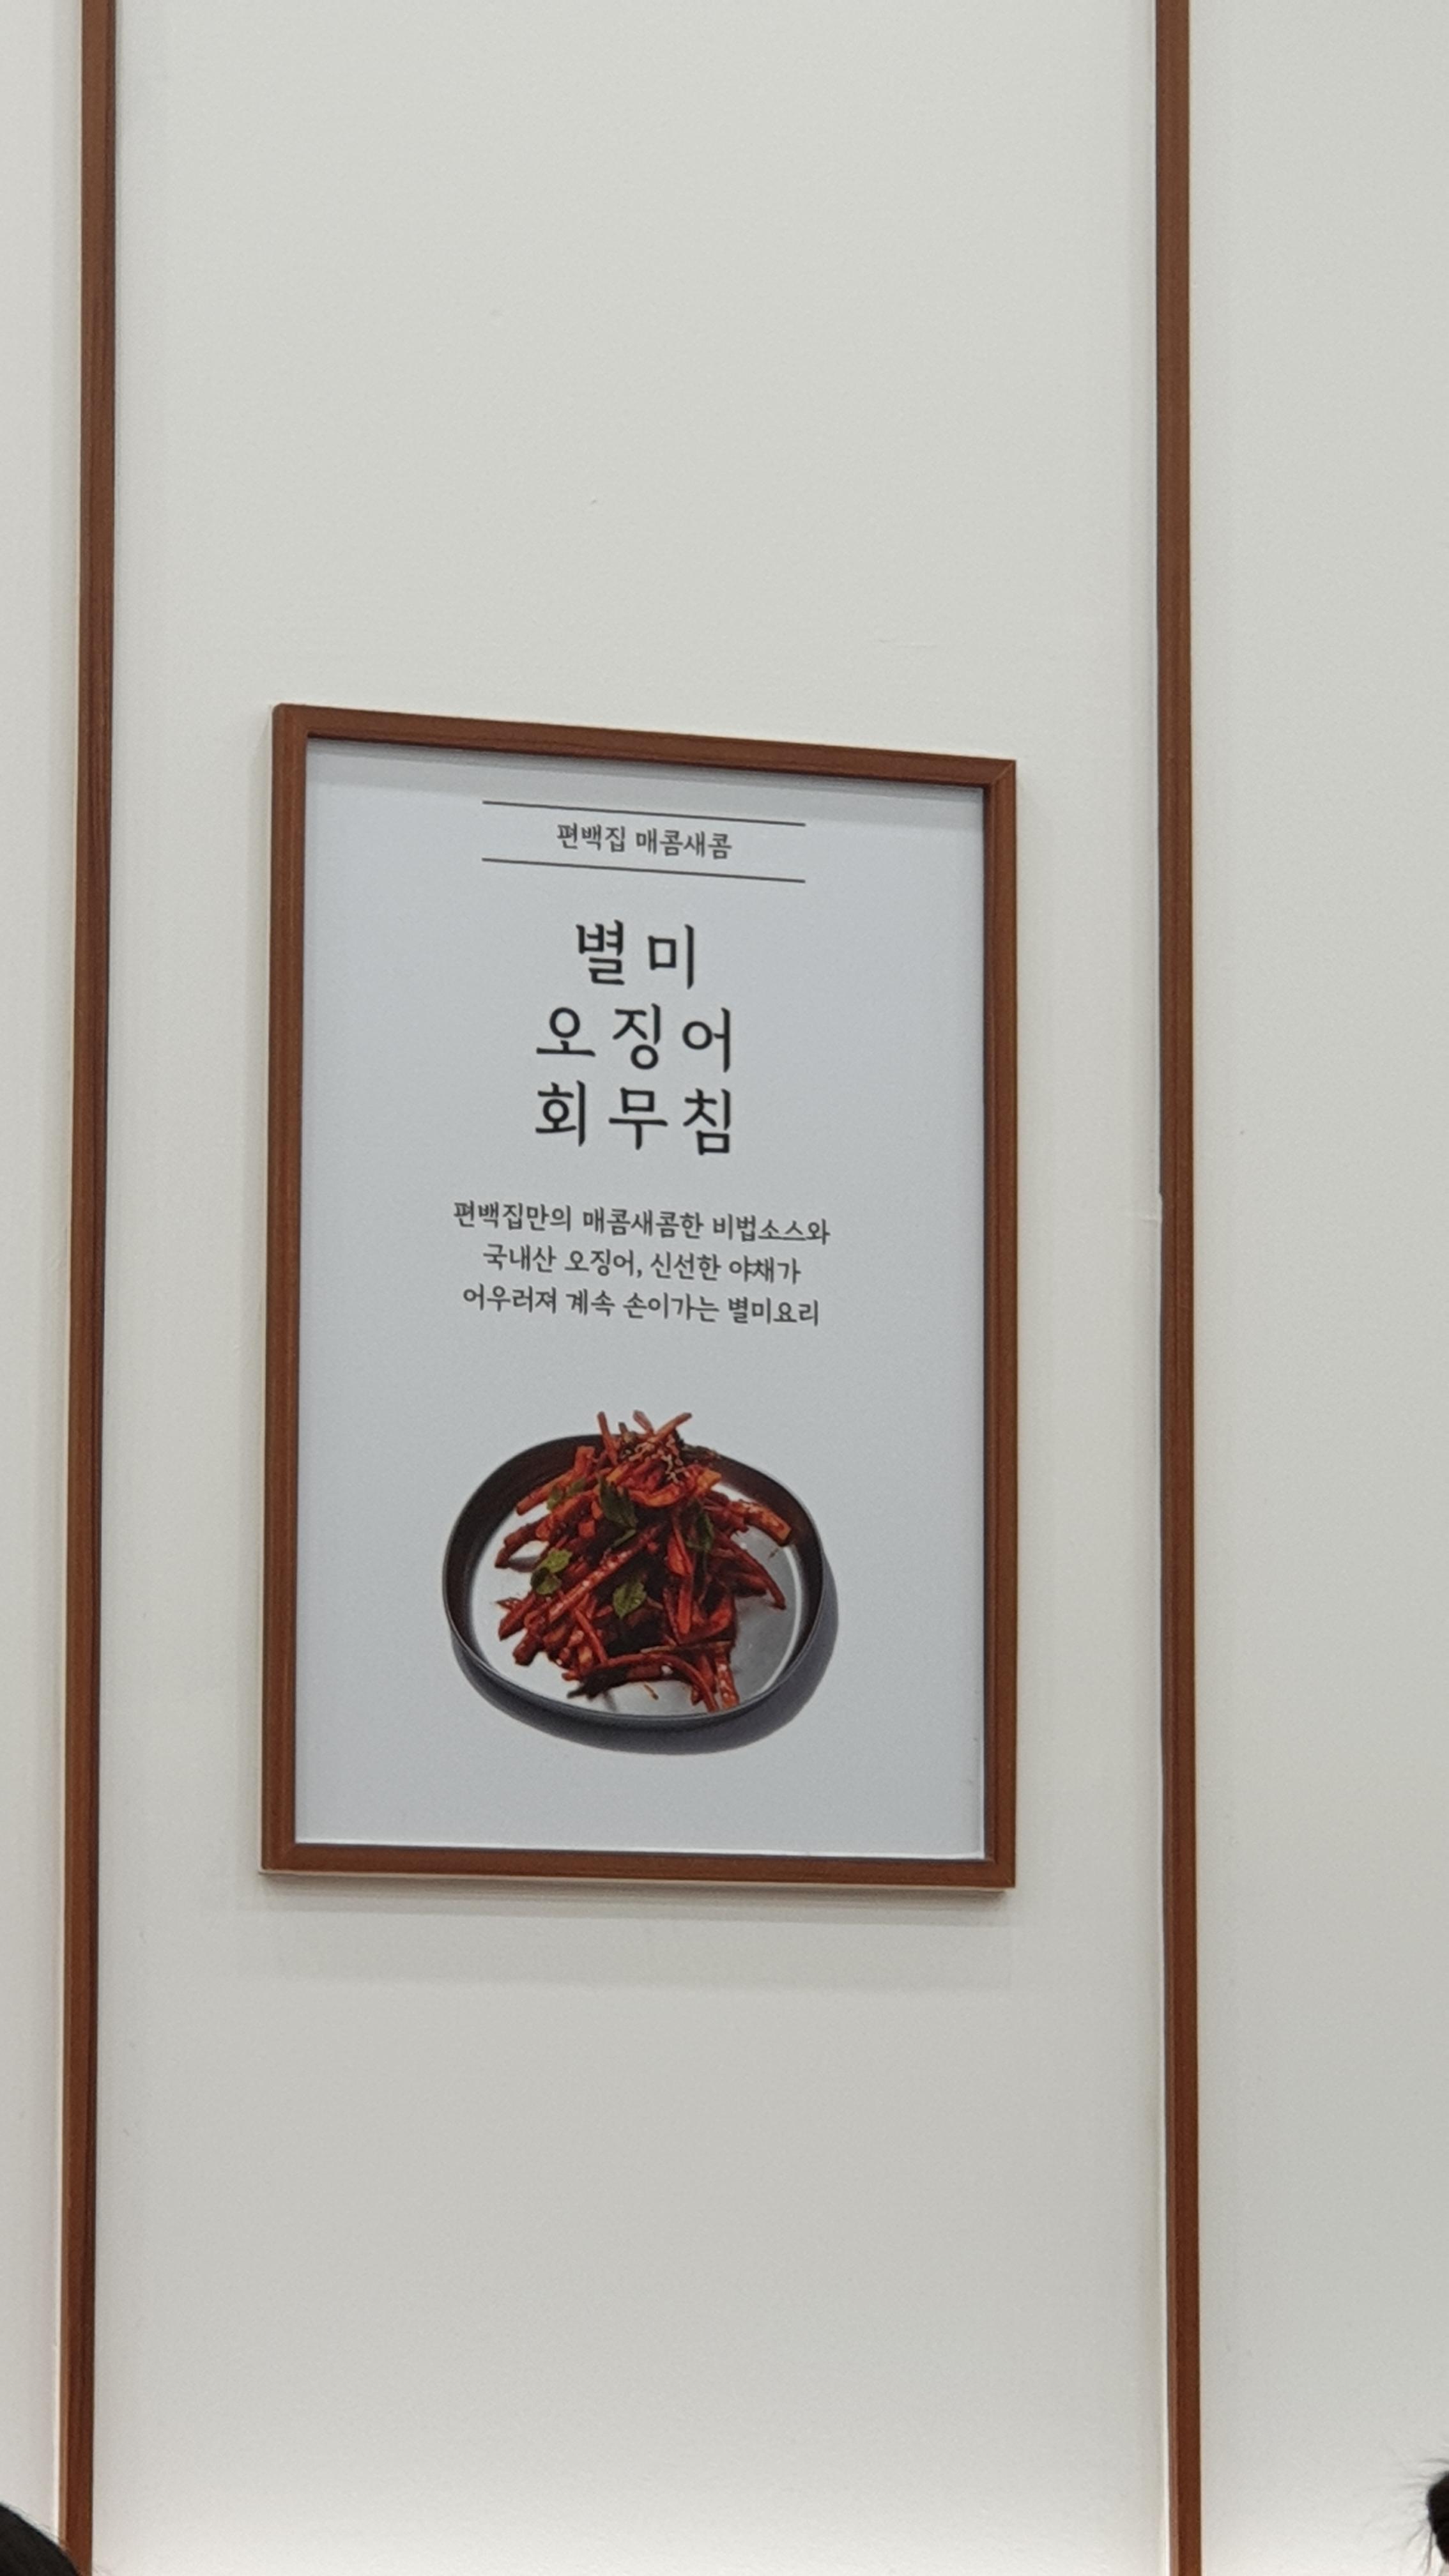 편백집 매콤새콤
별미
오징어
회무침
편백집만의 매콤새콤한 비법소스와
국내산 오징어, 신선한 야채가
어우러져 계속 손이가는 별미요리